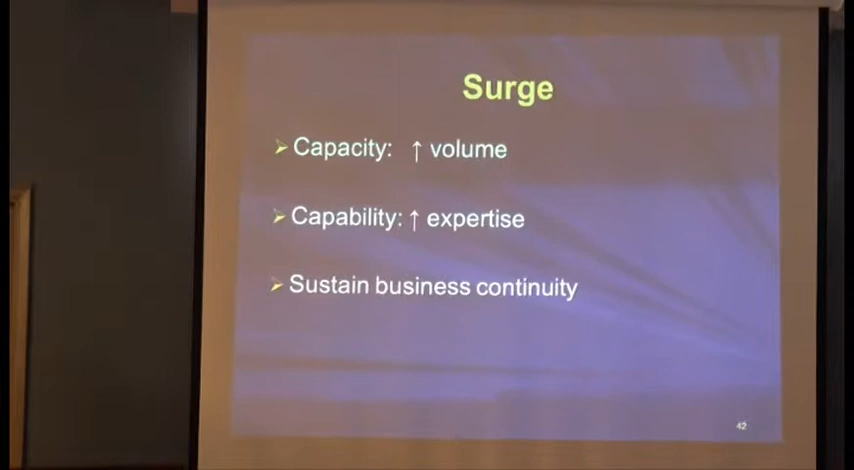 Surge
➢ Capacity: ↑ volume
➢ Capability: ↑ expertise
➢ Sustain business continuity
42